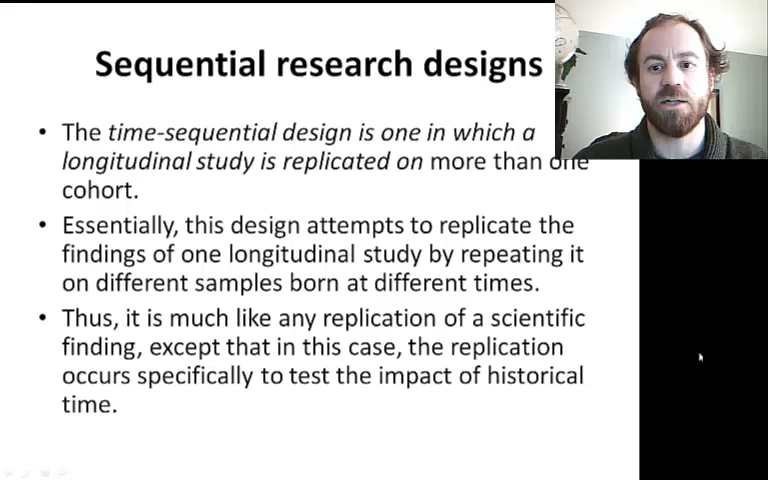 Sequential research designs
• The time-sequential design is one in which a
longitudinal study is replicated on more than one
cohort.
• Essentially, this design attempts to replicate the
findings of one longitudinal study by repeating it
on different samples born at different times.
• Thus, it is much like any replication of a scientific
finding, except that in this case, the replication
occurs specifically to test the impact of historical
time.